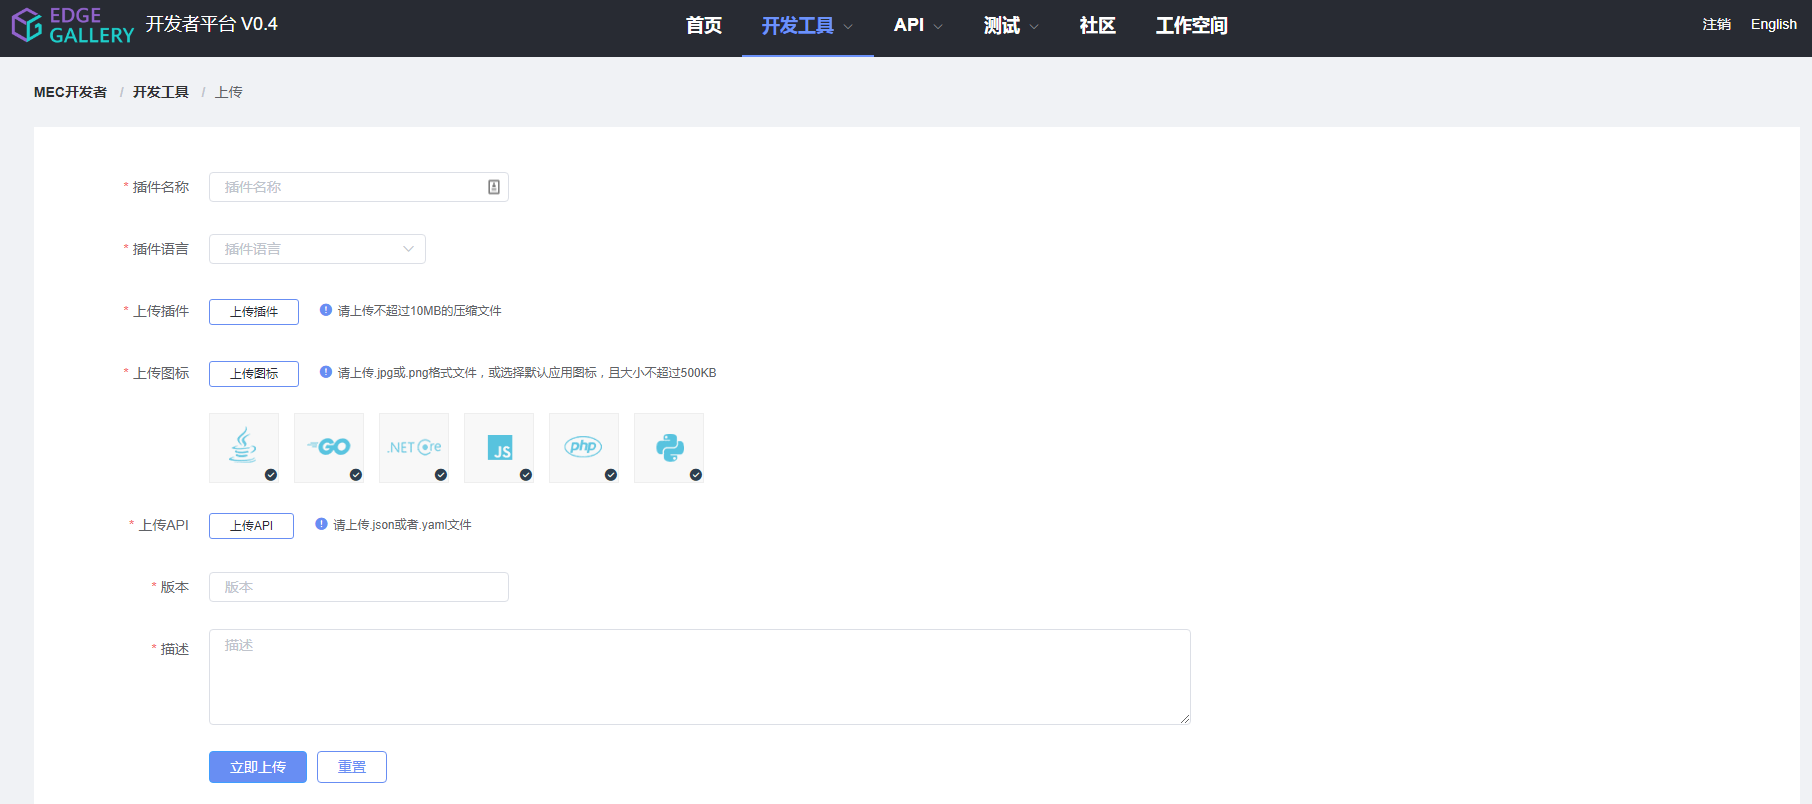 EDGE GALLERY 开发者平台 V0.4 首页 开发工具 API 测试 社区 工作空间 注销 English
MEC开发者 / 开发工具 / 上传
* 插件名称 插件名称
* 插件语言 插件语言
* 上传插件 上传插件 请上传不超过10MB的压缩文件
* 上传图标 上传图标 请上传.jpg或.png格式文件，或选择默认应用图标，且大小不超过500KB
GO .NET Core JS php
* 上传API 上传API 请上传.json或者.yaml文件
* 版本 版本
* 描述 描述
立即上传 重置